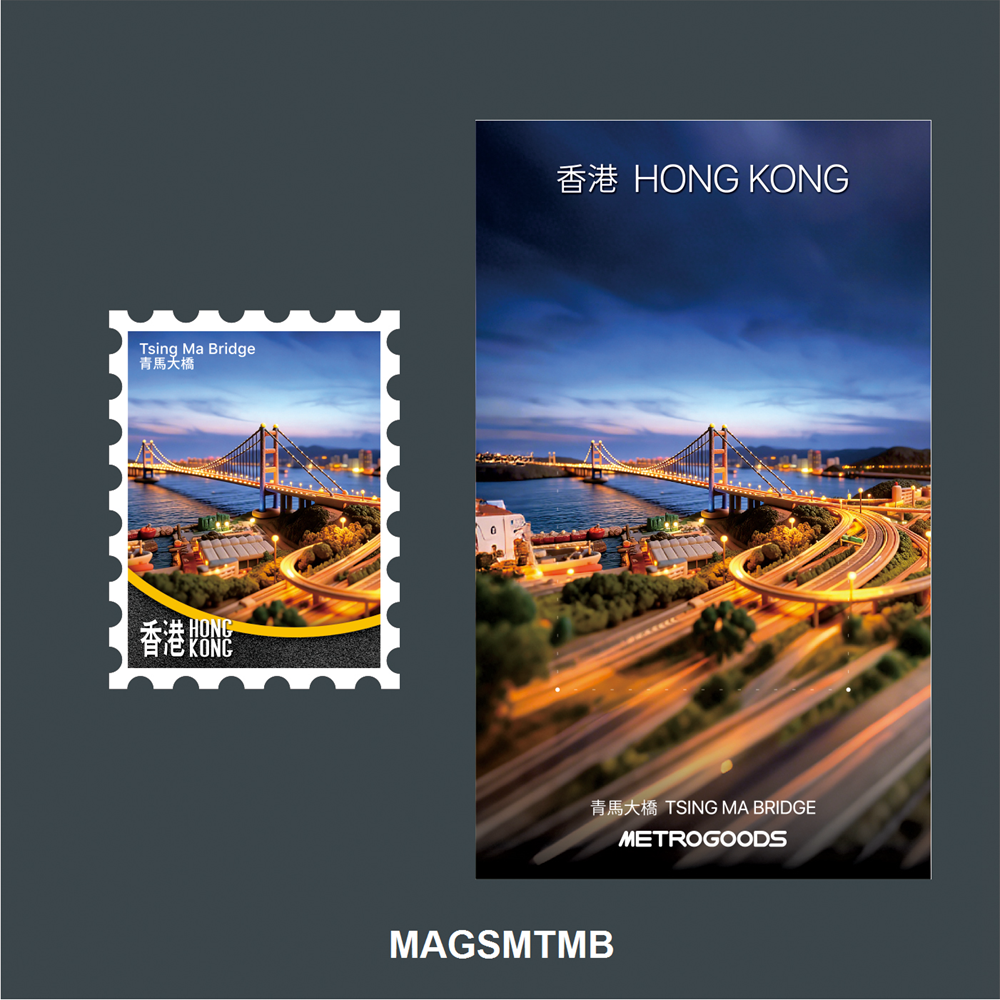 Tsing Ma Bridge
青馬大橋
香港 HONG KONG
香港 HONG KONG
青馬大橋 TSING MA BRIDGE
METROGOODS
MAGSMTMB